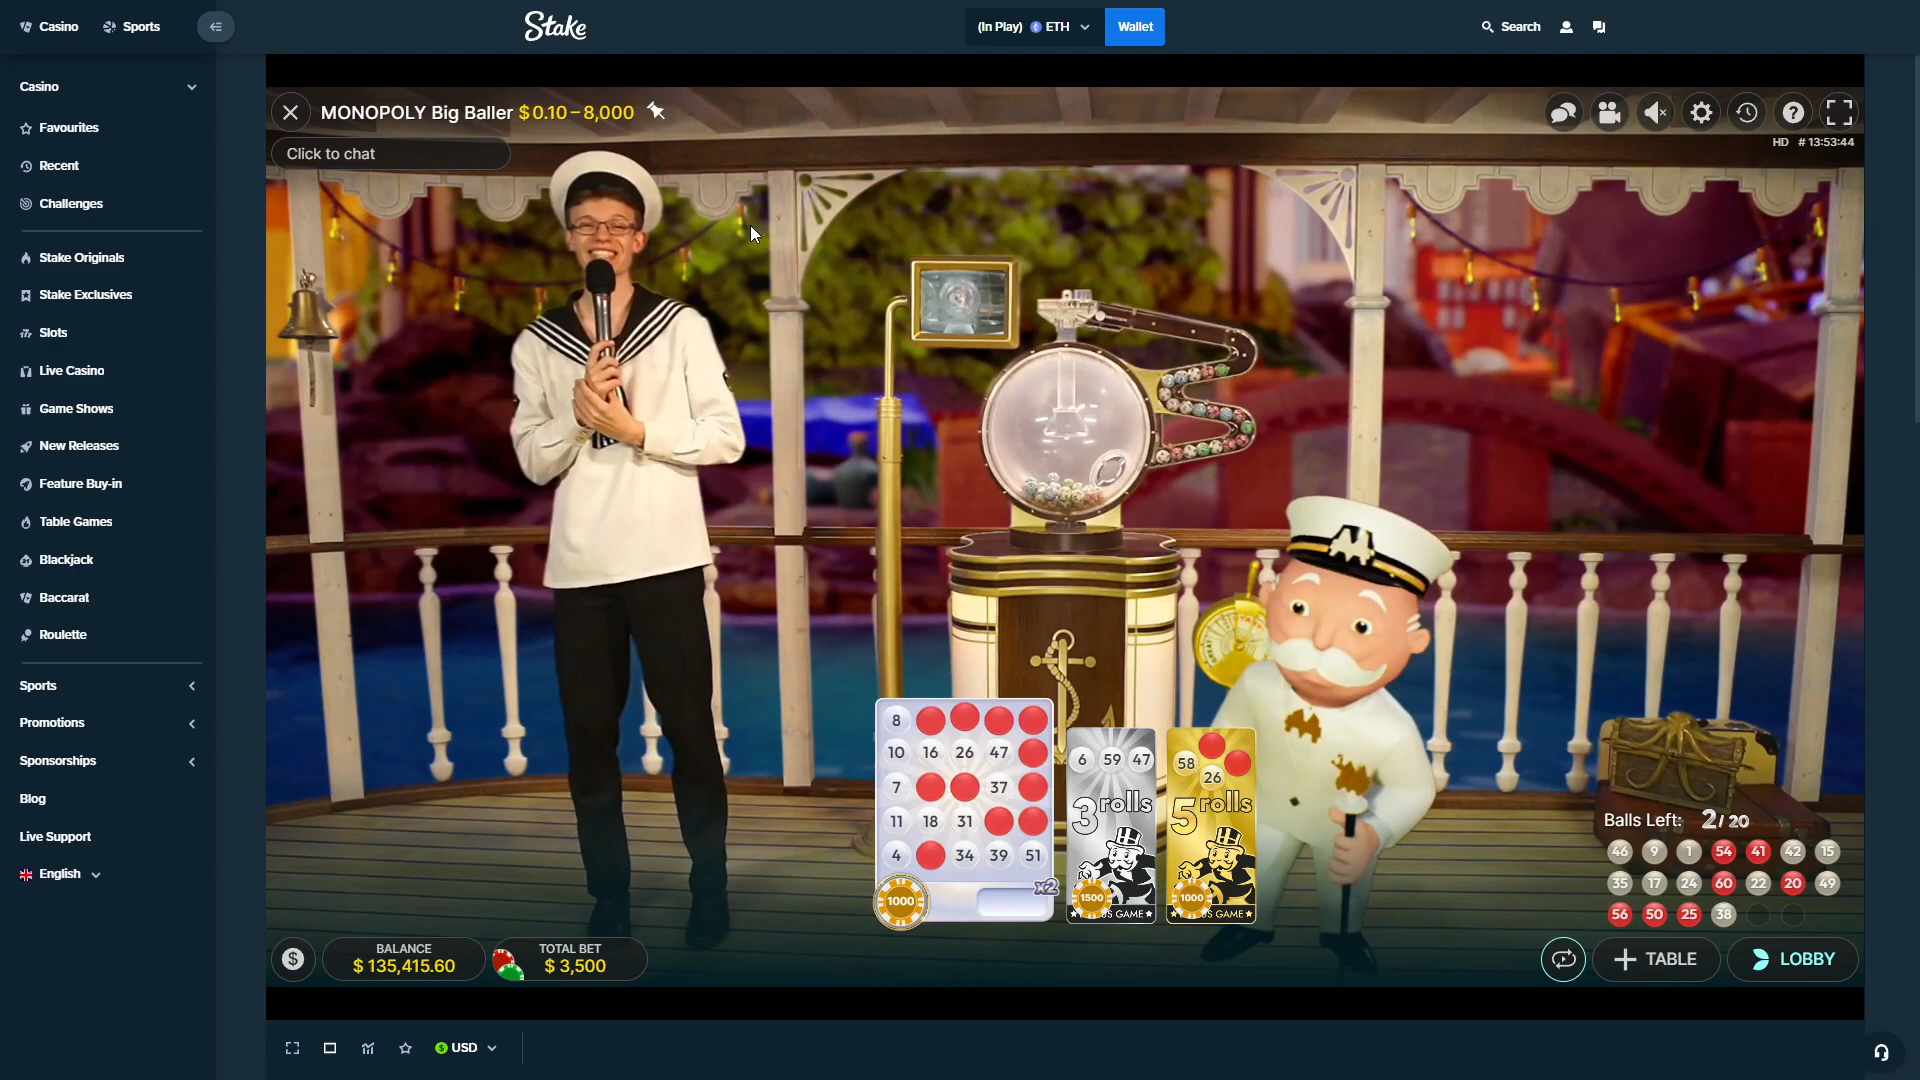 Casino
Sports
Stake
(In Play) ETH
Wallet
Search
Casino
Favourites
Recent
Challenges
Stake Originals
Stake Exclusives
Slots
Live Casino
Game Shows
New Releases
Feature Buy-in
Table Games
Blackjack
Baccarat
Roulette
Sports
Promotions
Sponsorships
Blog
Live Support
English
MONOPOLY Big Baller $0.10–8,000
Click to chat
HD # 13:53:44
8
10 16 26 47
7 37
11 18 31
4 34 39 51
1000
x2
6 59 47
3 rolls
1500
US GAME
58 26
5 rolls
1000
US GAME
Balls Left: 2/20
46 9 1 54 41 42 15
35 17 24 60 22 20 49
56 50 25 38
BALANCE
$ 135,415.60
TOTAL BET
$ 3,500
TABLE
LOBBY
USD